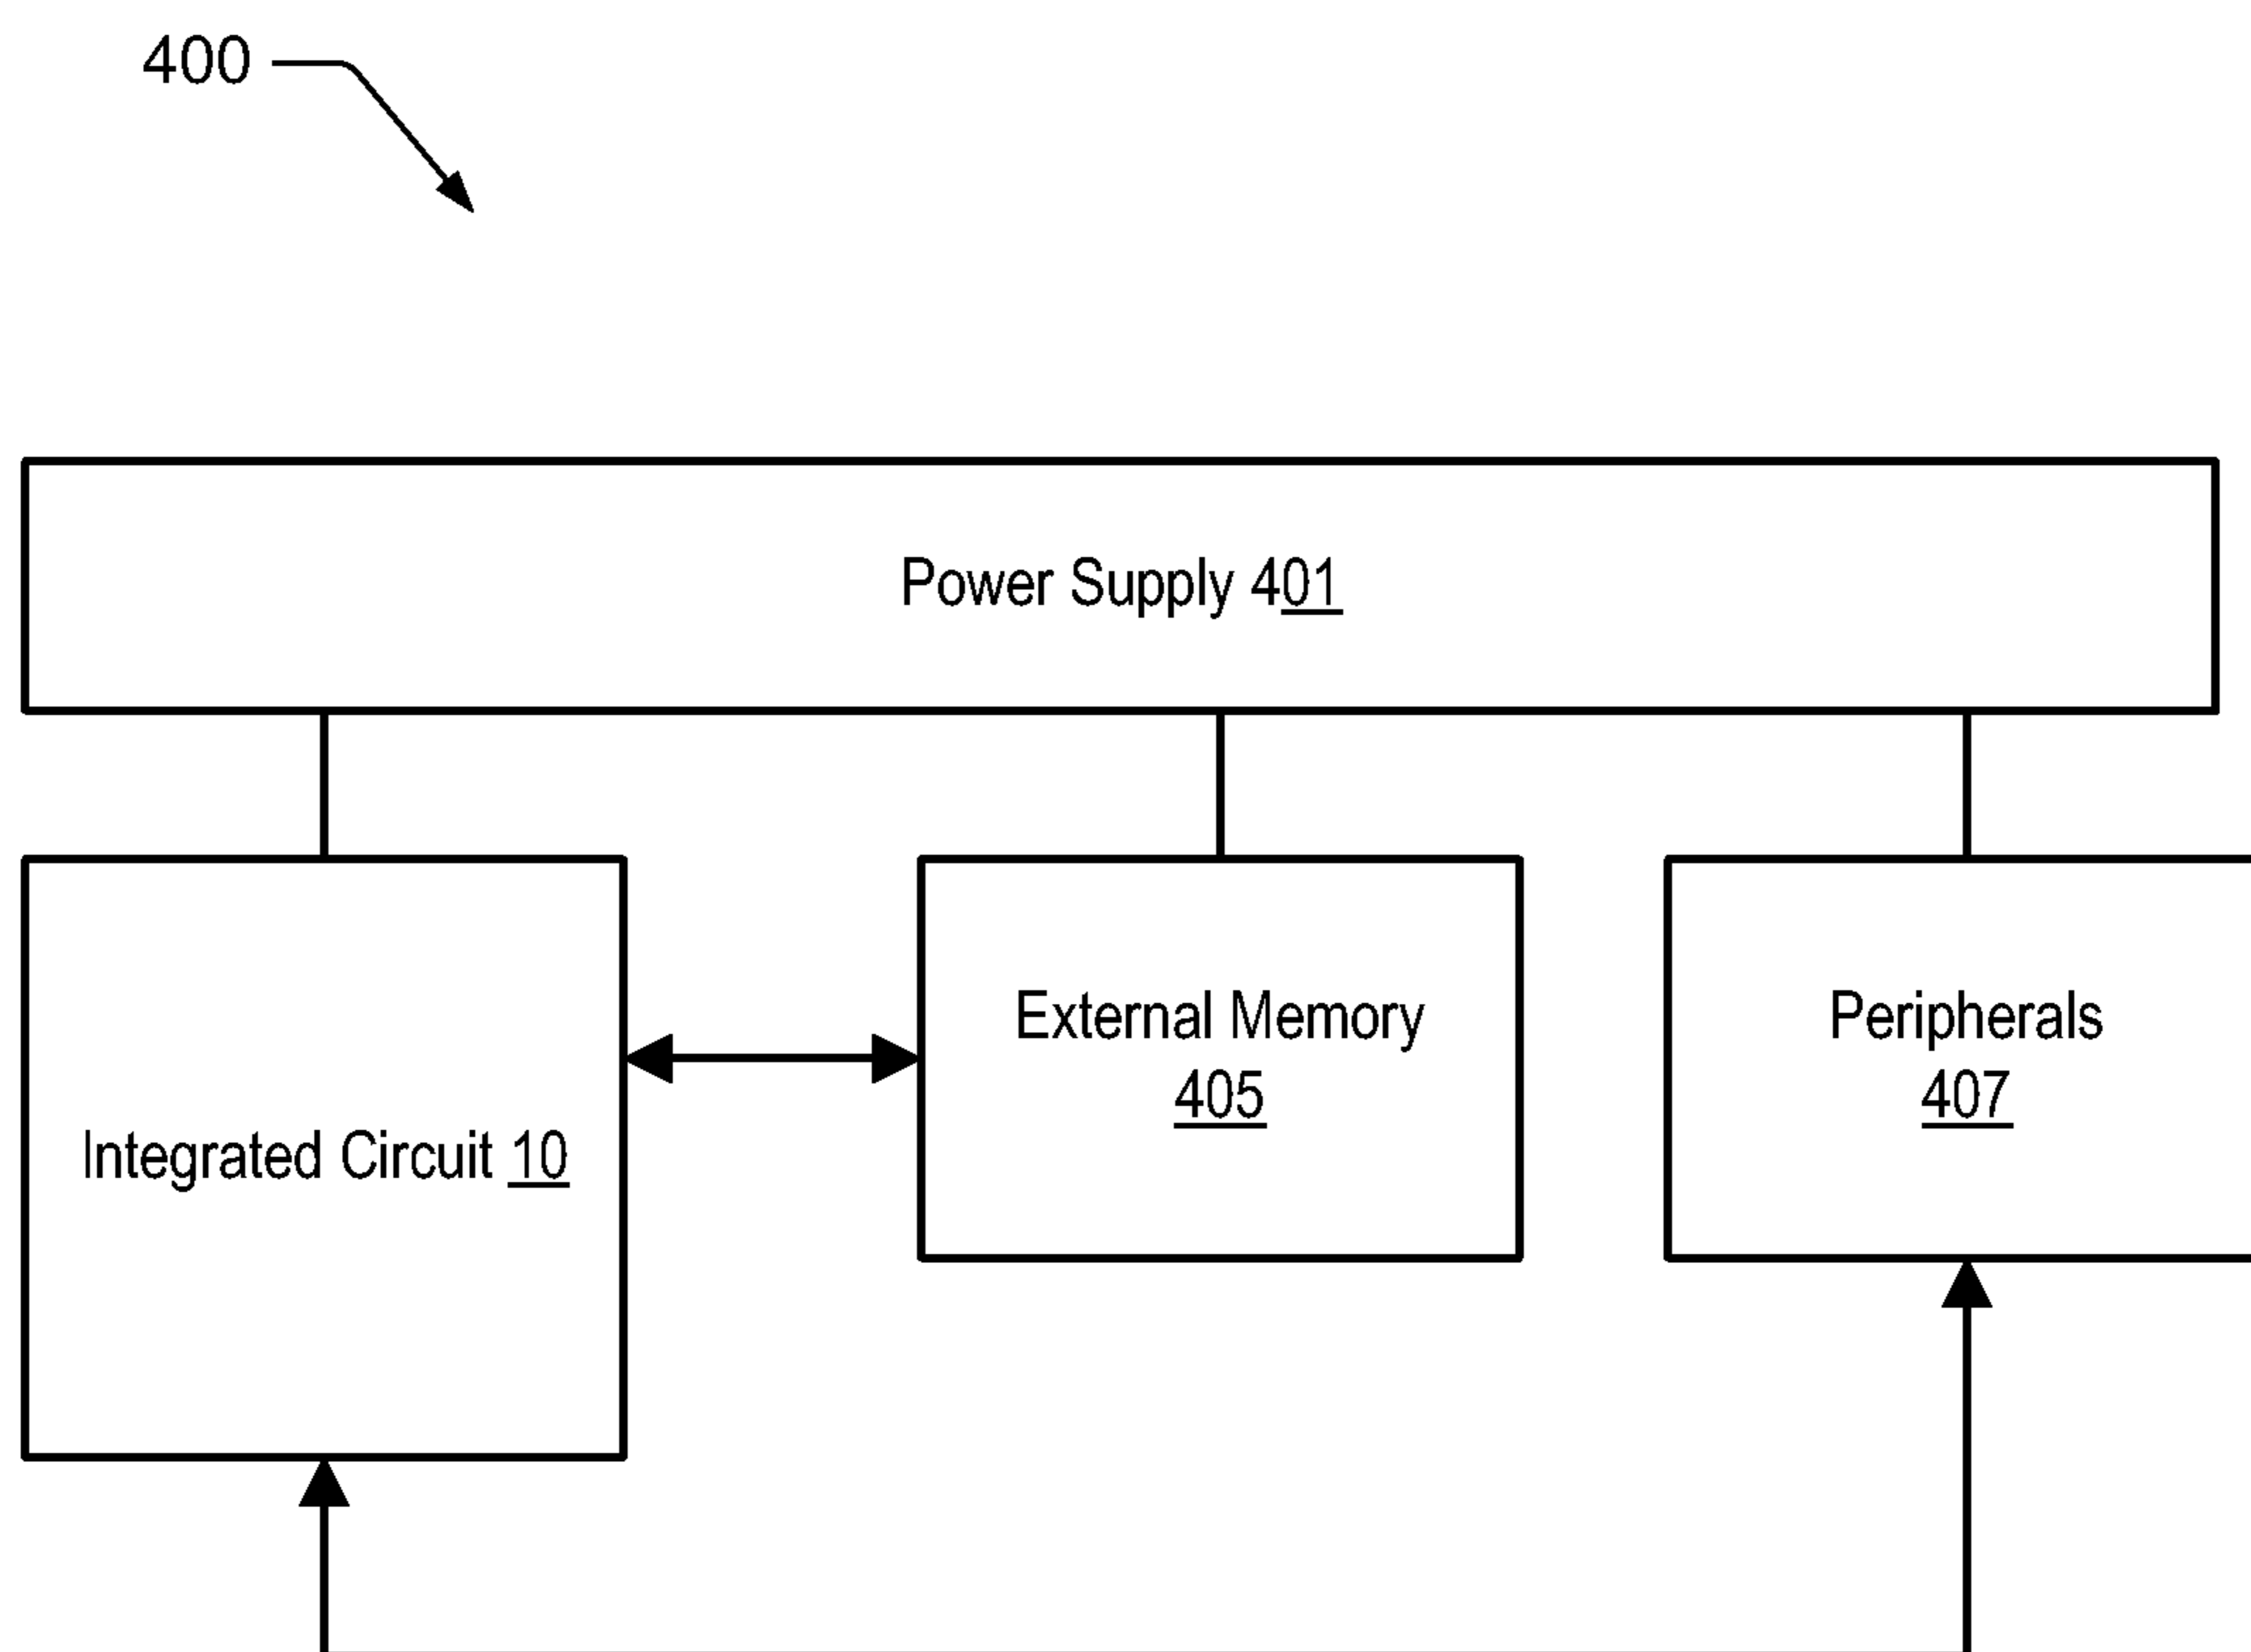 400
Power Supply 401
External Memory
405
Peripherals
407
Integrated Circuit 10